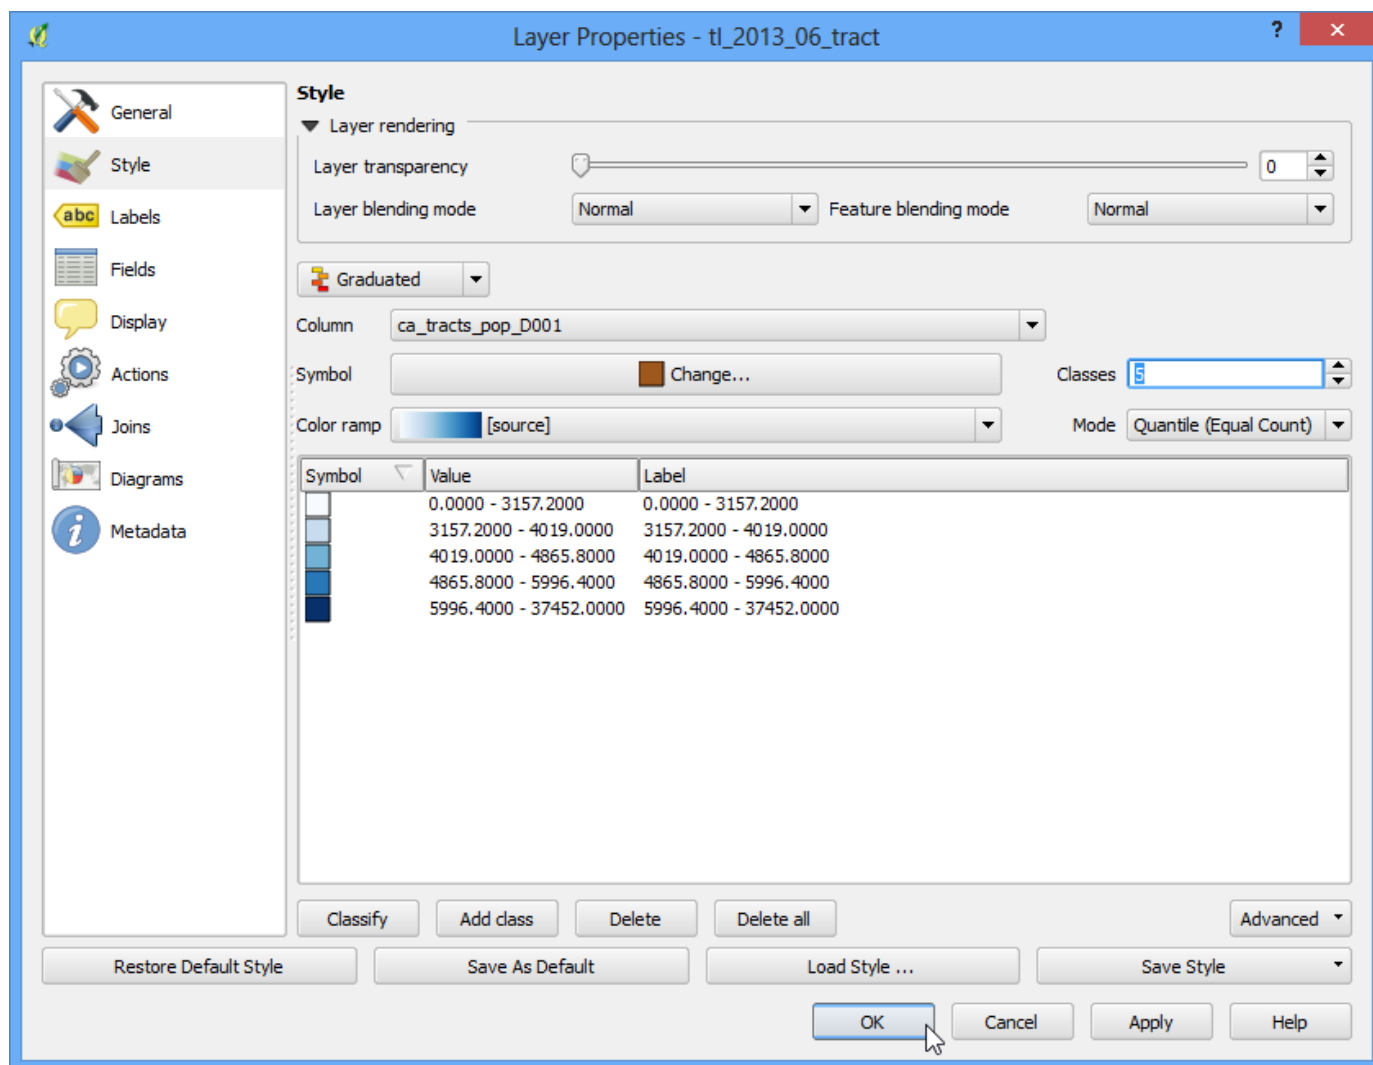 Layer Properties - tl_2013_06_tract ?
General
Style
abc Labels
Fields
Display
Actions
Joins
Diagrams
i Metadata
Style
Layer rendering
Layer transparency 0
Layer blending mode Normal Feature blending mode Normal
Graduated
Column ca_tracts_pop_D001
Symbol Change... Classes 5
Color ramp [source] Mode Quantile (Equal Count)
Symbol Value Label
0.0000 - 3157.2000 0.0000 - 3157.2000
3157.2000 - 4019.0000 3157.2000 - 4019.0000
4019.0000 - 4865.8000 4019.0000 - 4865.8000
4865.8000 - 5996.4000 4865.8000 - 5996.4000
5996.4000 - 37452.0000 5996.4000 - 37452.0000
Classify Add class Delete Delete all Advanced
Restore Default Style Save As Default Load Style ... Save Style
OK Cancel Apply Help